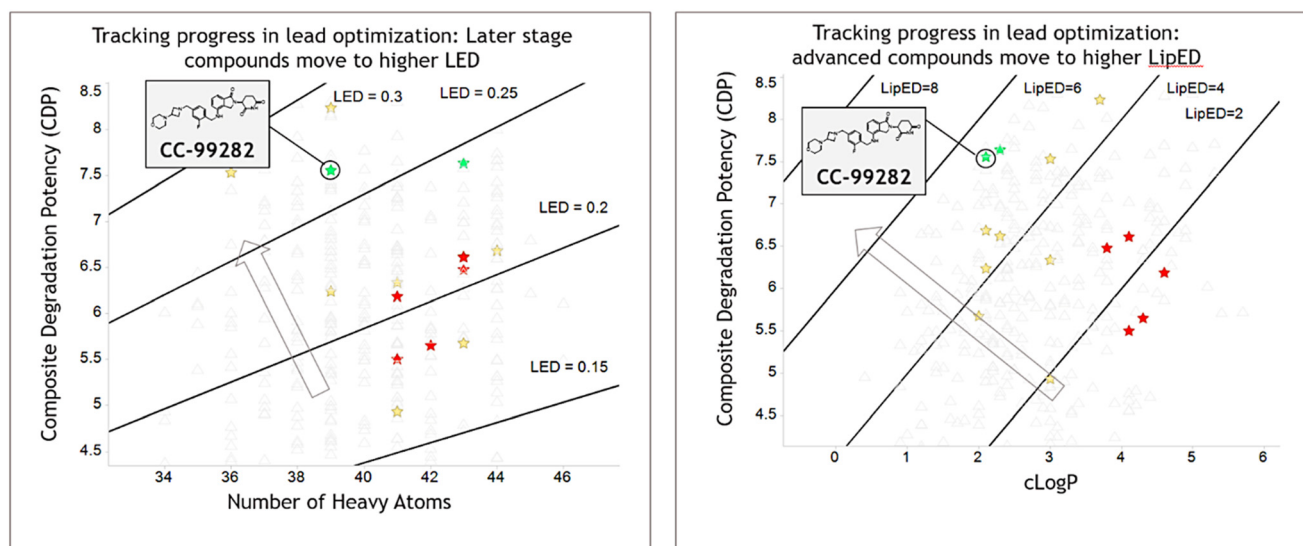 Tracking progress in lead optimization: Later stage
compounds move to higher LED
Composite Degradation Potency (CDP)
8.5
8
7.5
7
6.5
6
5.5
5
4.5
LED = 0.3
LED = 0.25
LED = 0.2
LED = 0.15
CC-99282
34
36
38
40
42
44
46
Number of Heavy Atoms
Tracking progress in lead optimization:
advanced compounds move to higher LipED
Composite Degradation Potency (CDP)
8.5
8
7.5
7
6.5
6
5.5
5
4.5
LipED=8
LipED=6
LipED=4
LipED=2
CC-99282
0
1
2
3
4
5
6
cLogP